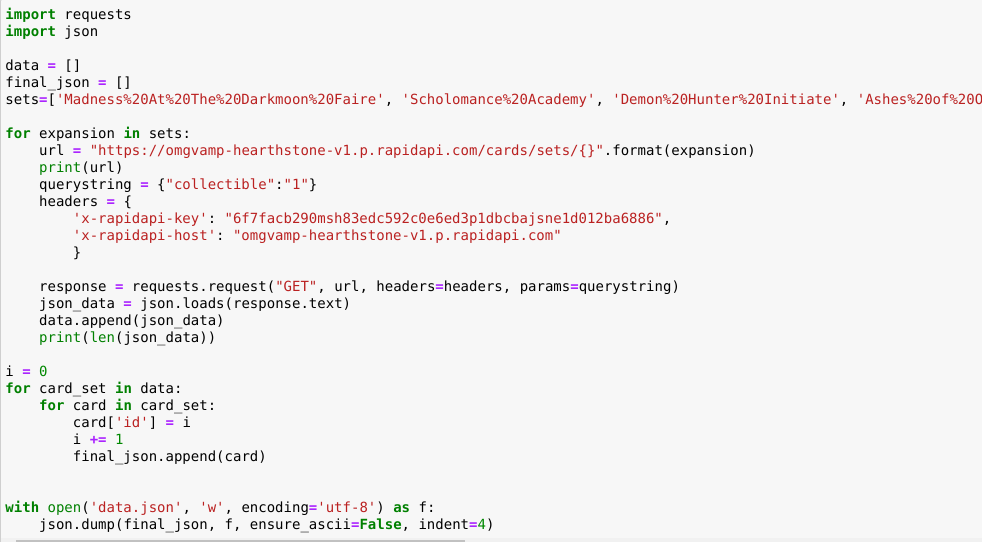 import requests
import json
data = []
final_json = []
sets=['Madness%20At%20The%20Darkmoon%20Faire', 'Scholomance%20Academy', 'Demon%20Hunter%20Initiate', 'Ashes%20of%20O
for expansion in sets:
    url = "https://omgvamp-hearthstone-v1.p.rapidapi.com/cards/sets/{}".format(expansion)
    print(url)
    querystring = {"collectible":"1"}
    headers = {
        'x-rapidapi-key': "6f7facb290msh83edc592c0e6ed3p1dbcbajsne1d012ba6886",
        'x-rapidapi-host': "omgvamp-hearthstone-v1.p.rapidapi.com"
        }
    response = requests.request("GET", url, headers=headers, params=querystring)
    json_data = json.loads(response.text)
    data.append(json_data)
    print(len(json_data))
i = 0
for card_set in data:
    for card in card_set:
        card['id'] = i
        i += 1
        final_json.append(card)
with open('data.json', 'w', encoding='utf-8') as f:
    json.dump(final_json, f, ensure_ascii=False, indent=4)